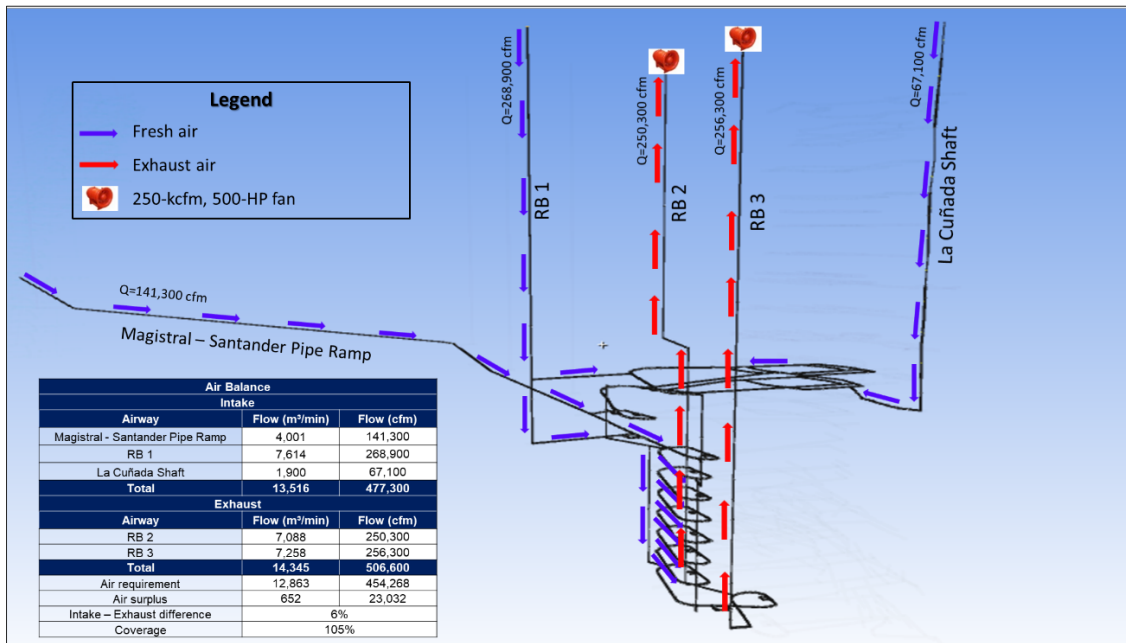 Legend
Fresh air
Exhaust air
250-kcfm, 500-HP fan
Q=268,900 cfm
RB 1
Q=250,300 cfm
RB 2
Q=256,300 cfm
RB 3
Q=67,100 cfm
La Cuñada Shaft
Q=141,300 cfm
Magistral – Santander Pipe Ramp
Air Balance
Intake
Airway Flow (m³/min) Flow (cfm)
Magistral - Santander Pipe Ramp 4,001 141,300
RB 1 7,614 268,900
La Cuñada Shaft 1,900 67,100
Total 13,516 477,300
Exhaust
Airway Flow (m³/min) Flow (cfm)
RB 2 7,088 250,300
RB 3 7,258 256,300
Total 14,345 506,600
Air requirement 12,863 454,268
Air surplus 652 23,032
Intake – Exhaust difference 6%
Coverage 105%